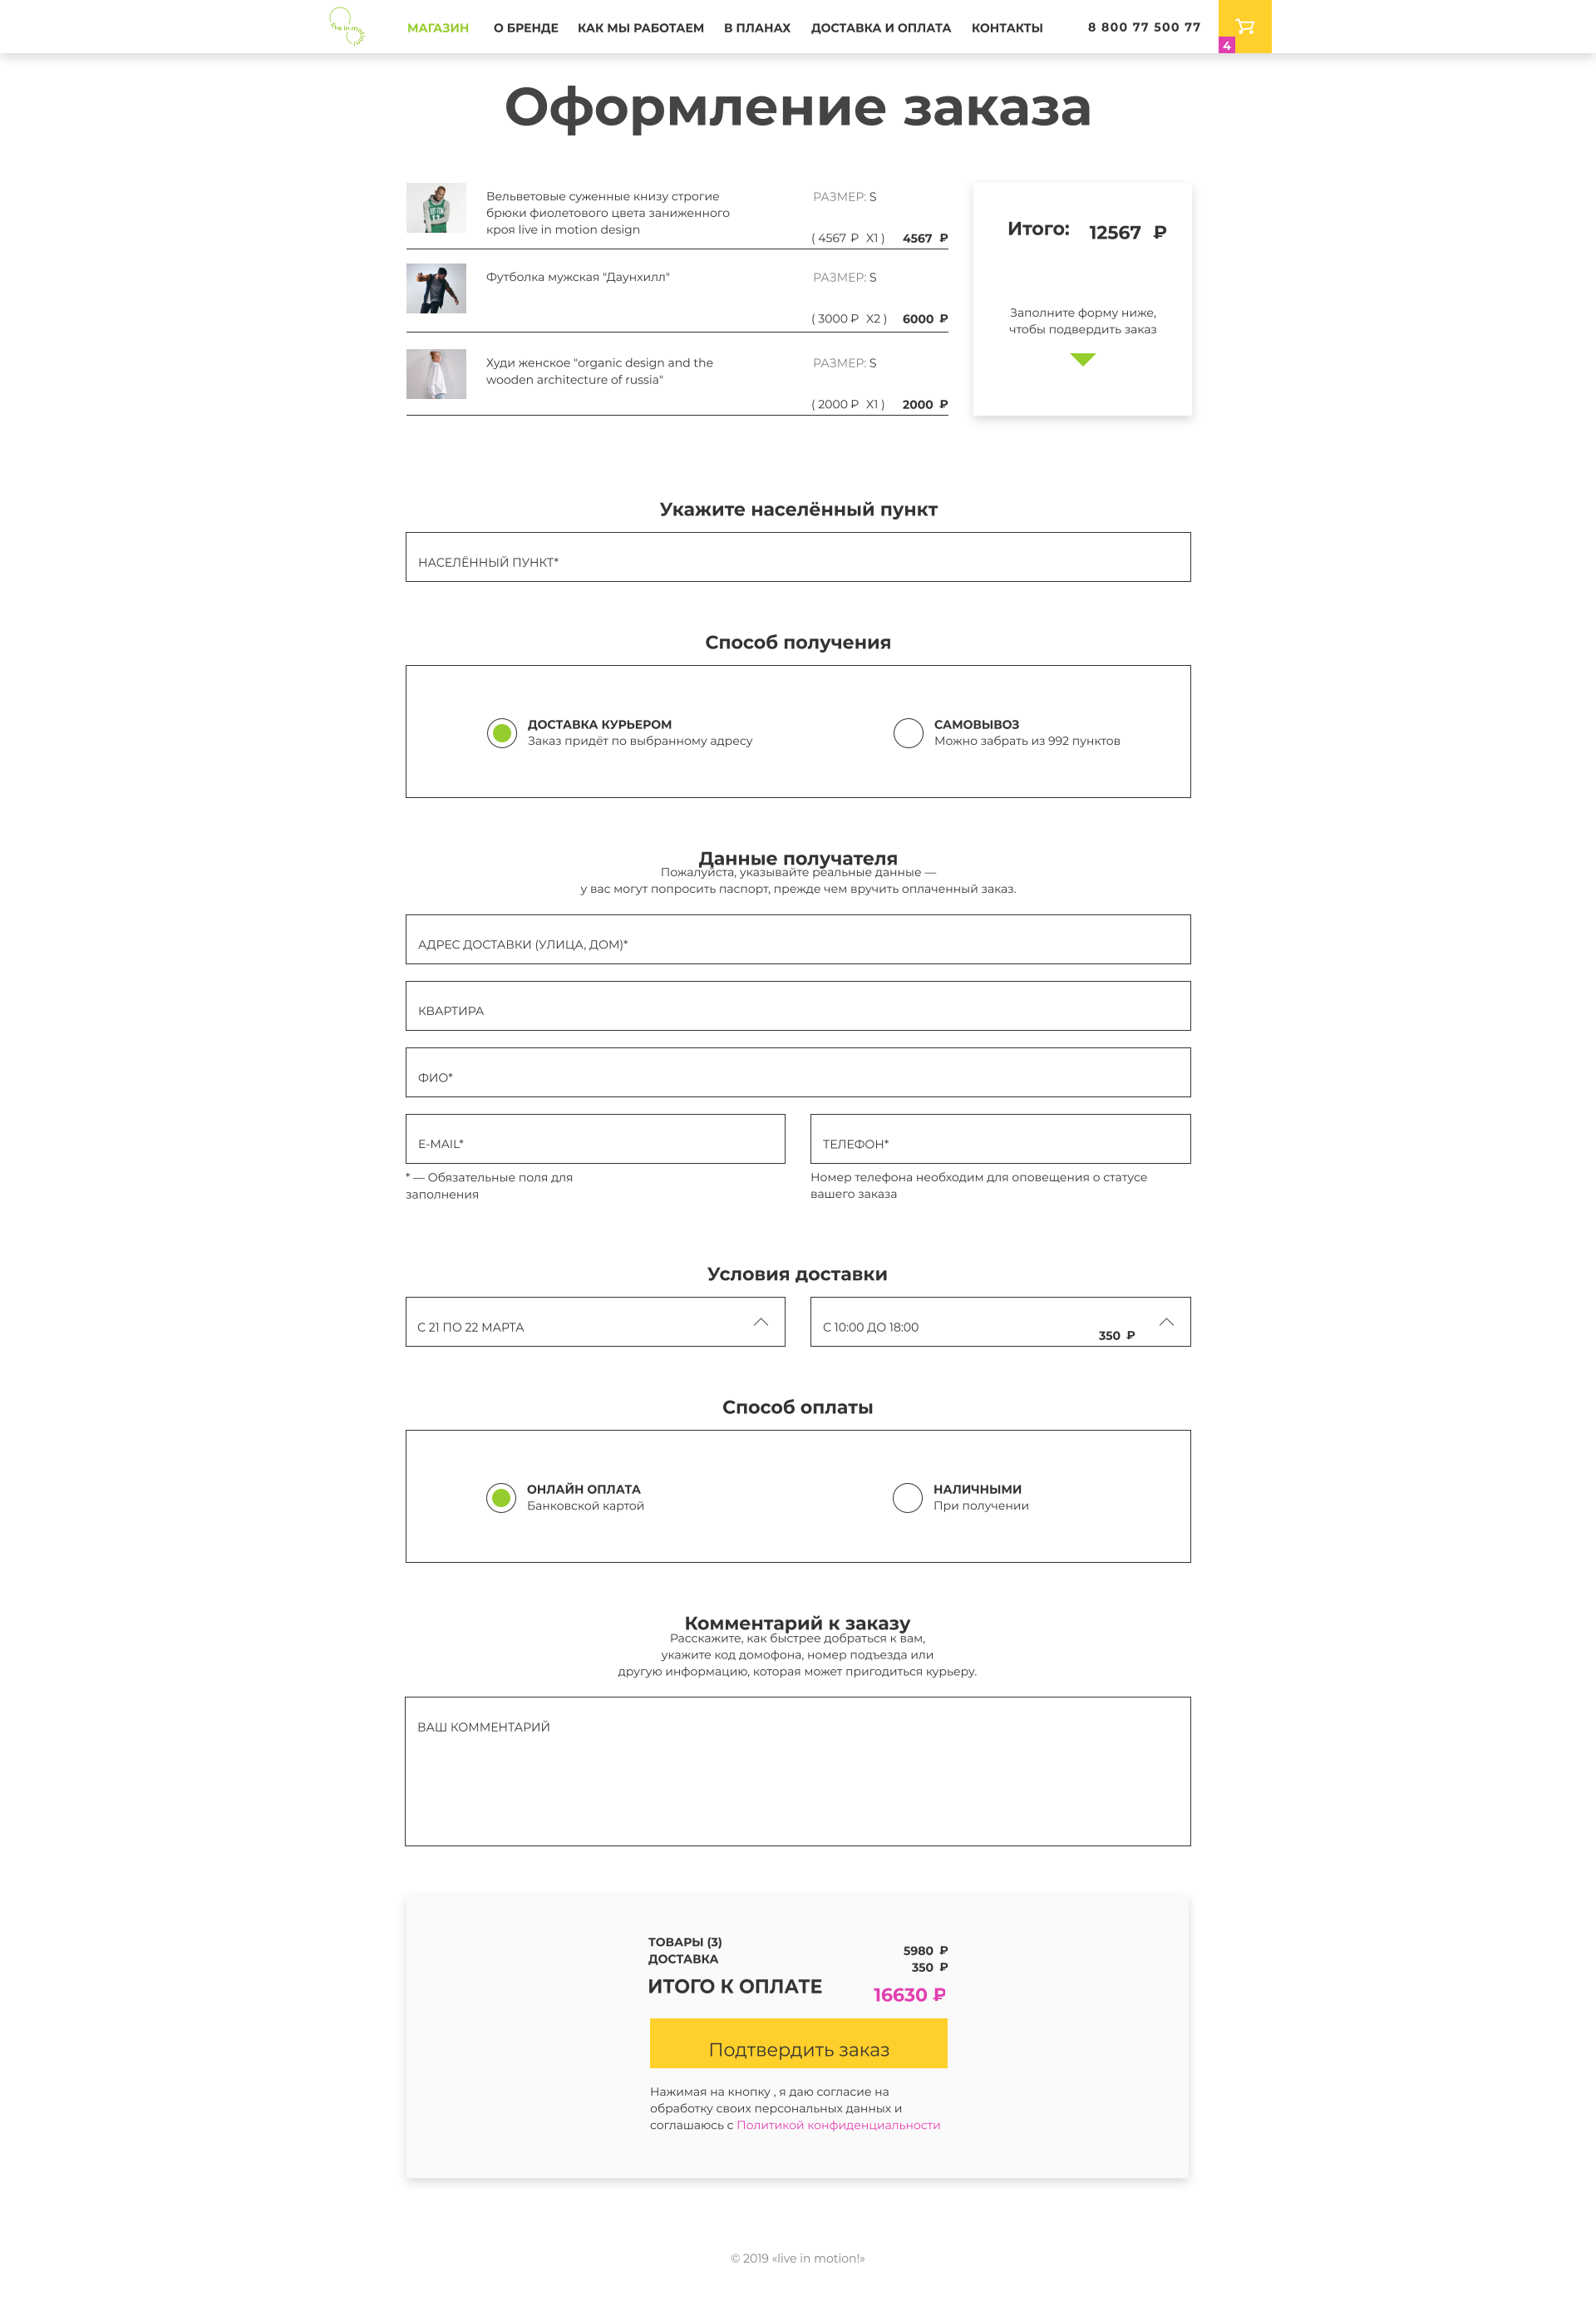 live in motion
МАГАЗИН О БРЕНДЕ КАК МЫ РАБОТАЕМ В ПЛАНАХ ДОСТАВКА И ОПЛАТА КОНТАКТЫ 8 800 77 500 77
4
Оформление заказа
Вельветовые суженные книзу строгие
брюки фиолетового цвета заниженного
кроя live in motion design
РАЗМЕР: S
( 4567 ₽ X1 ) 4567 ₽
Футболка мужская "Даунхилл"
РАЗМЕР: S
( 3000 ₽ X2 ) 6000 ₽
Худи женское "organic design and the
wooden architecture of russia"
РАЗМЕР: S
( 2000 ₽ X1 ) 2000 ₽
Итого: 12567 ₽
Заполните форму ниже,
чтобы подвердить заказ
Укажите населённый пункт
НАСЕЛЁННЫЙ ПУНКТ*
Способ получения
ДОСТАВКА КУРЬЕРОМ
Заказ придёт по выбранному адресу
САМОВЫВОЗ
Можно забрать из 992 пунктов
Данные получателя
Пожалуйста, указывайте реальные данные —
у вас могут попросить паспорт, прежде чем вручить оплаченный заказ.
АДРЕС ДОСТАВКИ (УЛИЦА, ДОМ)*
КВАРТИРА
ФИО*
E-MAIL*
ТЕЛЕФОН*
* — Обязательные поля для
заполнения
Номер телефона необходим для оповещения о статусе
вашего заказа
Условия доставки
С 21 ПО 22 МАРТА
С 10:00 ДО 18:00
350 ₽
Способ оплаты
ОНЛАЙН ОПЛАТА
Банковской картой
НАЛИЧНЫМИ
При получении
Комментарий к заказу
Расскажите, как быстрее добраться к вам,
укажите код домофона, номер подъезда или
другую информацию, которая может пригодиться курьеру.
ВАШ КОММЕНТАРИЙ
ТОВАРЫ (3) 5980 ₽
ДОСТАВКА 350 ₽
ИТОГО К ОПЛАТЕ 16630 ₽
Подтвердить заказ
Нажимая на кнопку , я даю согласие на
обработку своих персональных данных и
соглашаюсь с Политикой конфиденциальности
© 2019 «live in motion!»